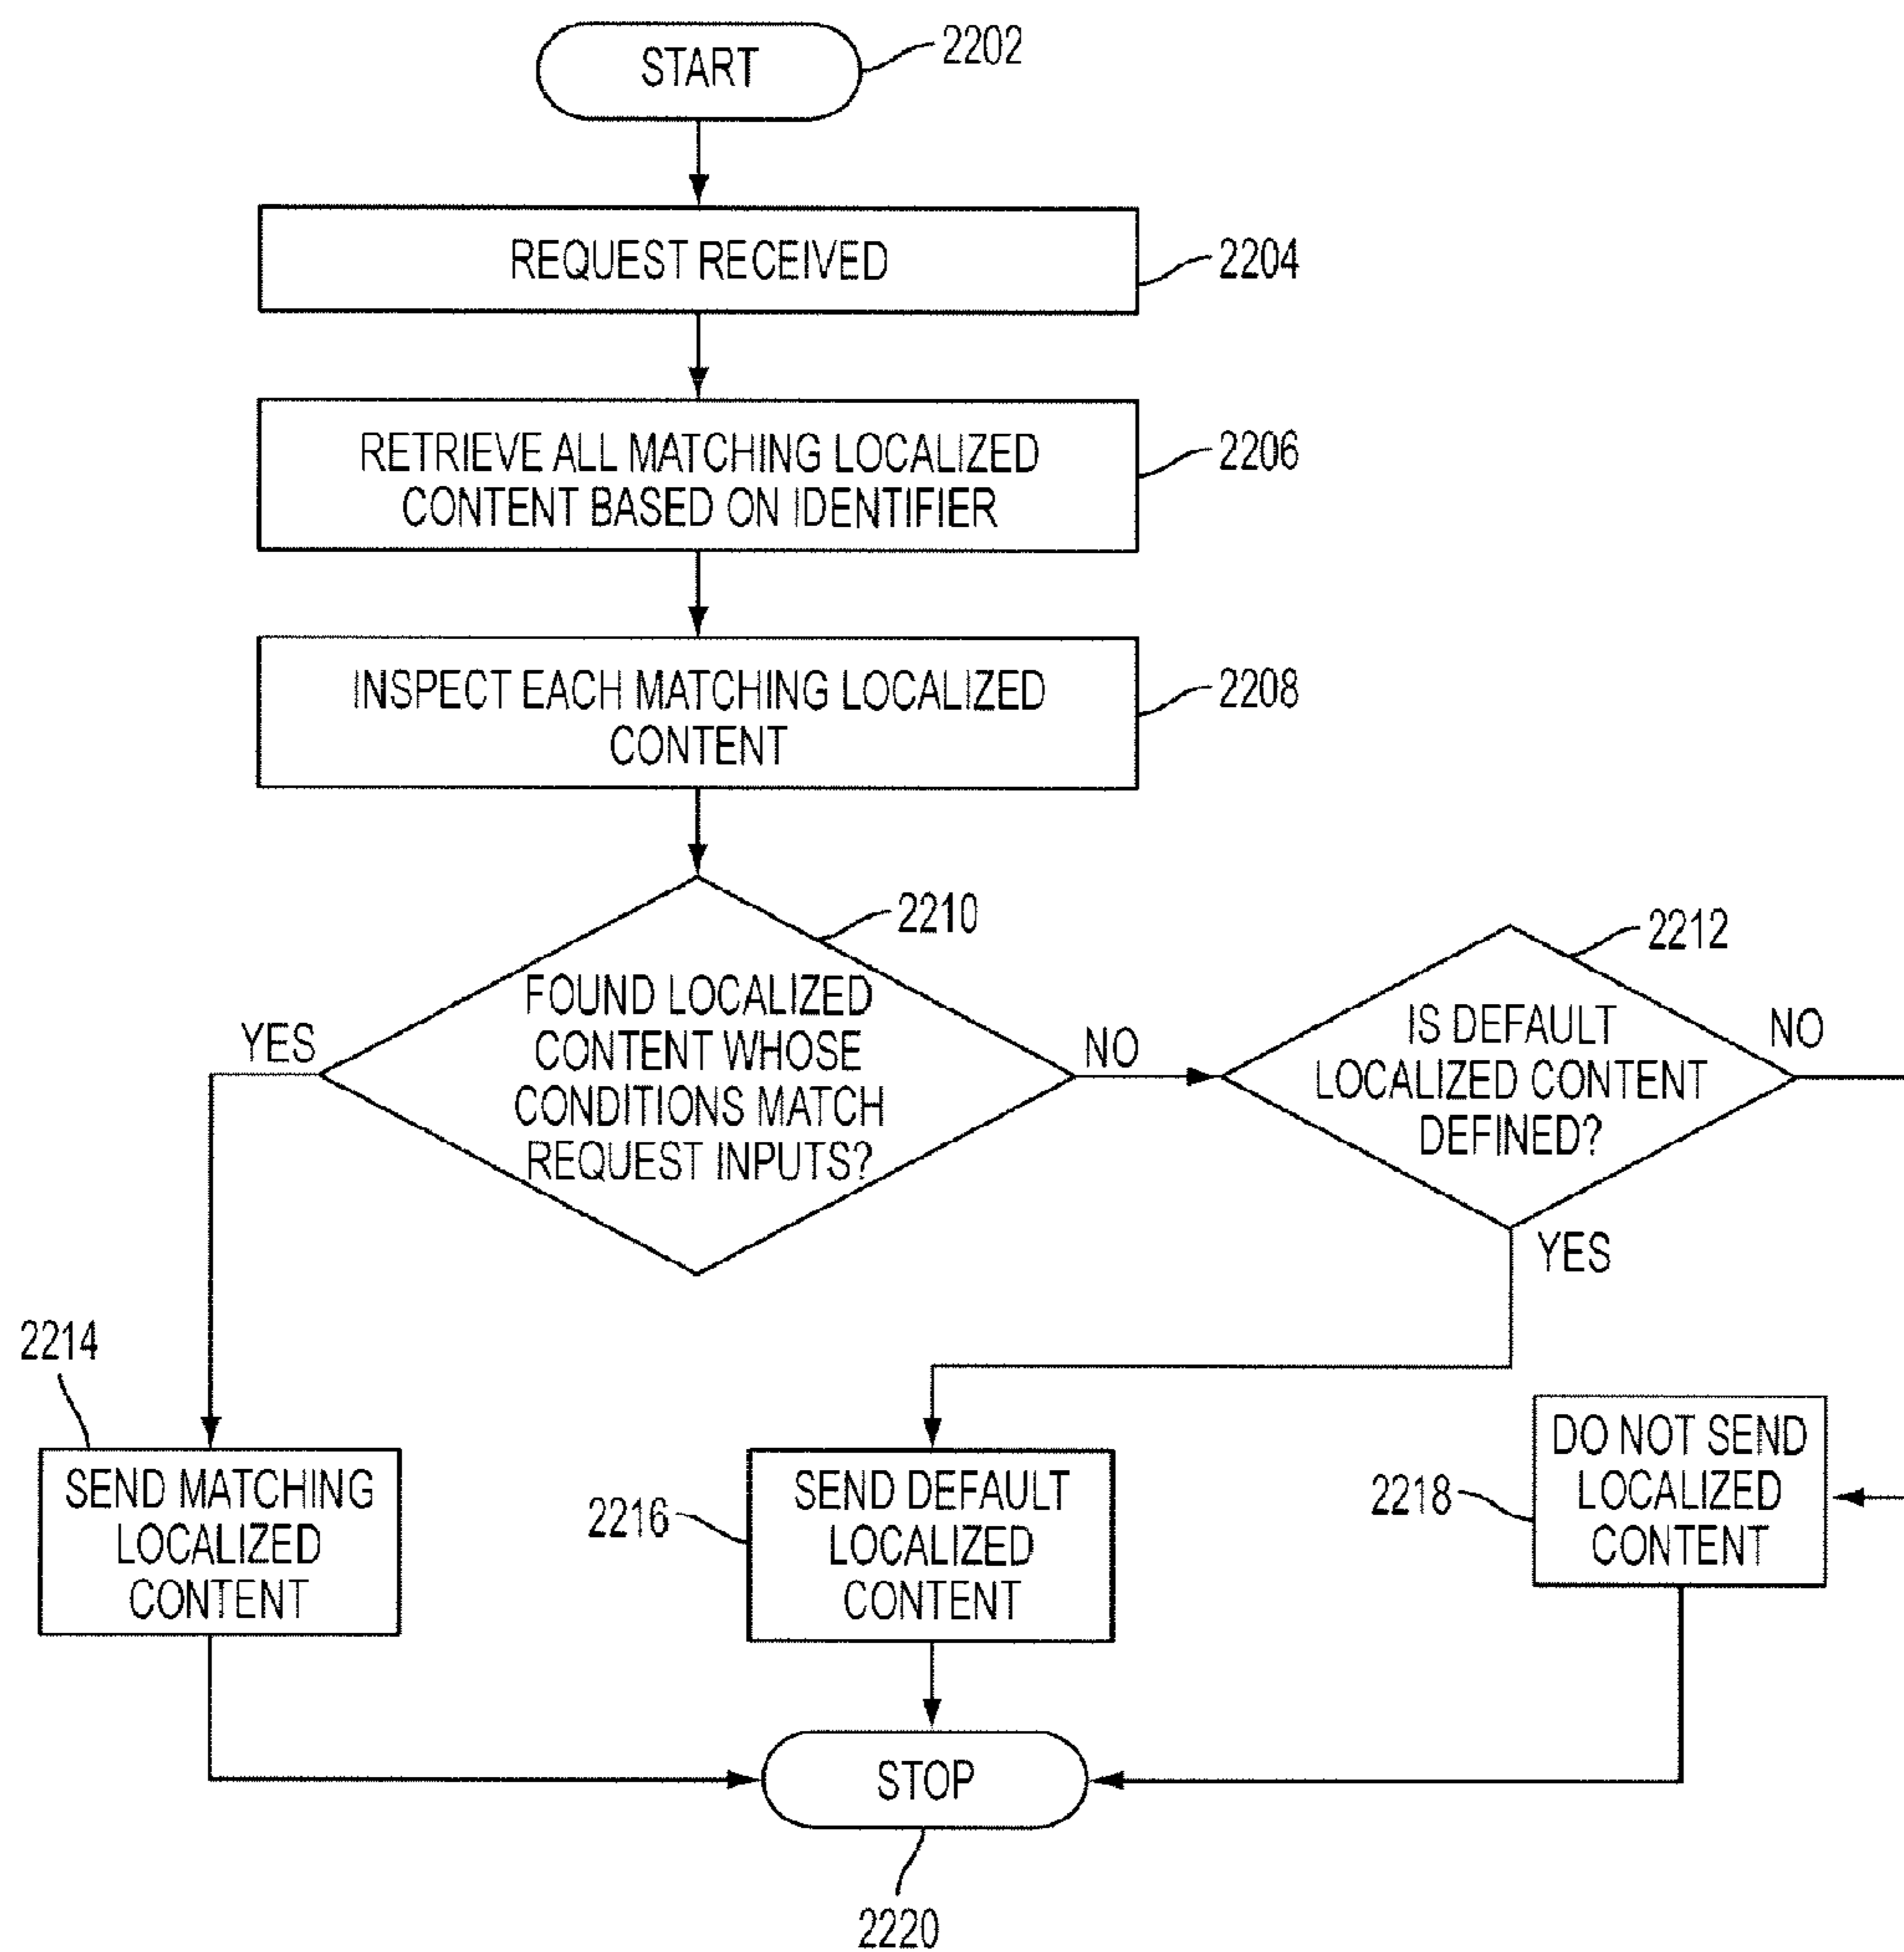 START
2202
REQUEST RECEIVED
2204
RETRIEVE ALL MATCHING LOCALIZED
CONTENT BASED ON IDENTIFIER
2206
INSPECT EACH MATCHING LOCALIZED
CONTENT
2208
2210
FOUND LOCALIZED
CONTENT WHOSE
CONDITIONS MATCH
REQUEST INPUTS?
YES
NO
2212
IS DEFAULT
LOCALIZED CONTENT
DEFINED?
NO
YES
2214
SEND MATCHING
LOCALIZED
CONTENT
2216
SEND DEFAULT
LOCALIZED
CONTENT
2218
DO NOT SEND
LOCALIZED
CONTENT
STOP
2220